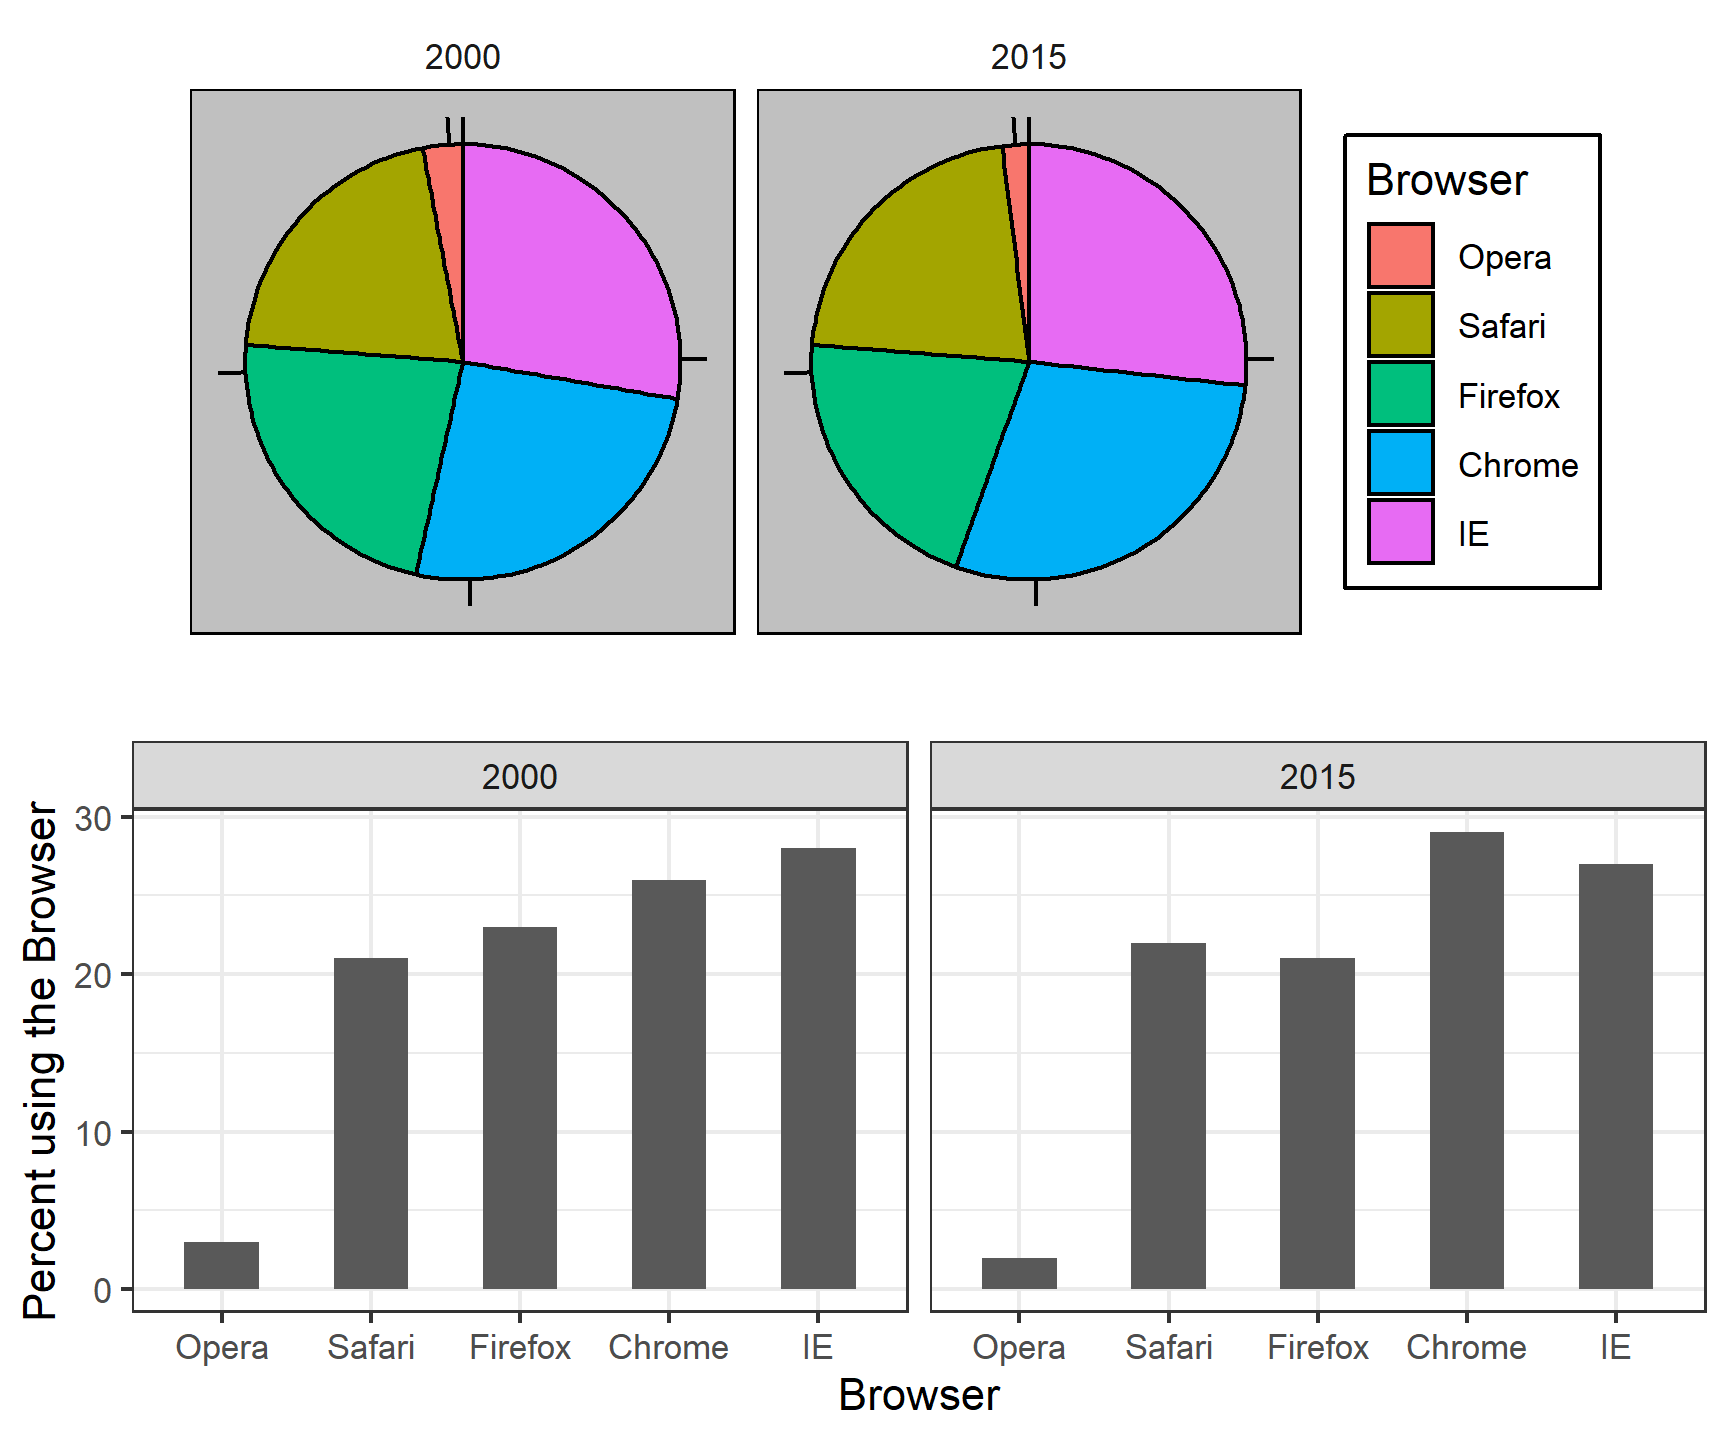 2000
2015
Browser
Opera
Safari
Firefox
Chrome
IE
2000
2015
Percent using the Browser
30
20
10
0
Opera Safari Firefox Chrome IE
Opera Safari Firefox Chrome IE
Browser